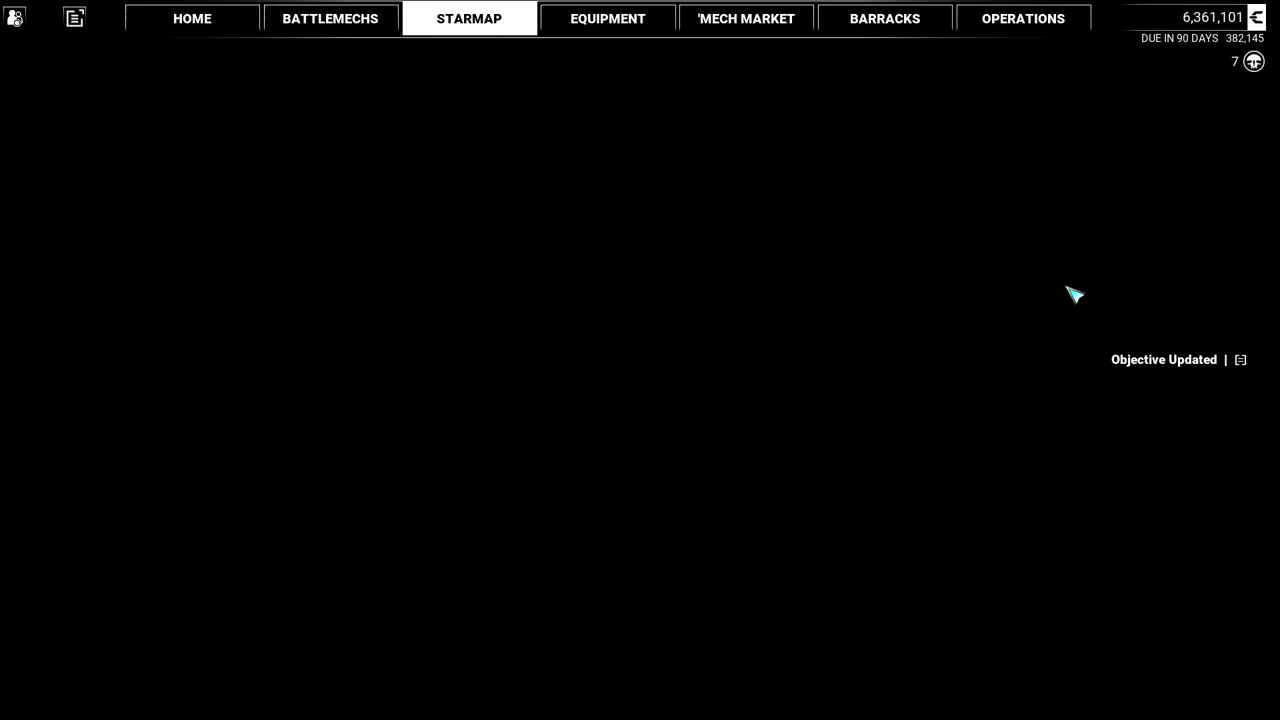 HOME BATTLEMECHS STARMAP EQUIPMENT 'MECH MARKET BARRACKS OPERATIONS 6,361,101
DUE IN 90 DAYS 382,145
7
Objective Updated |